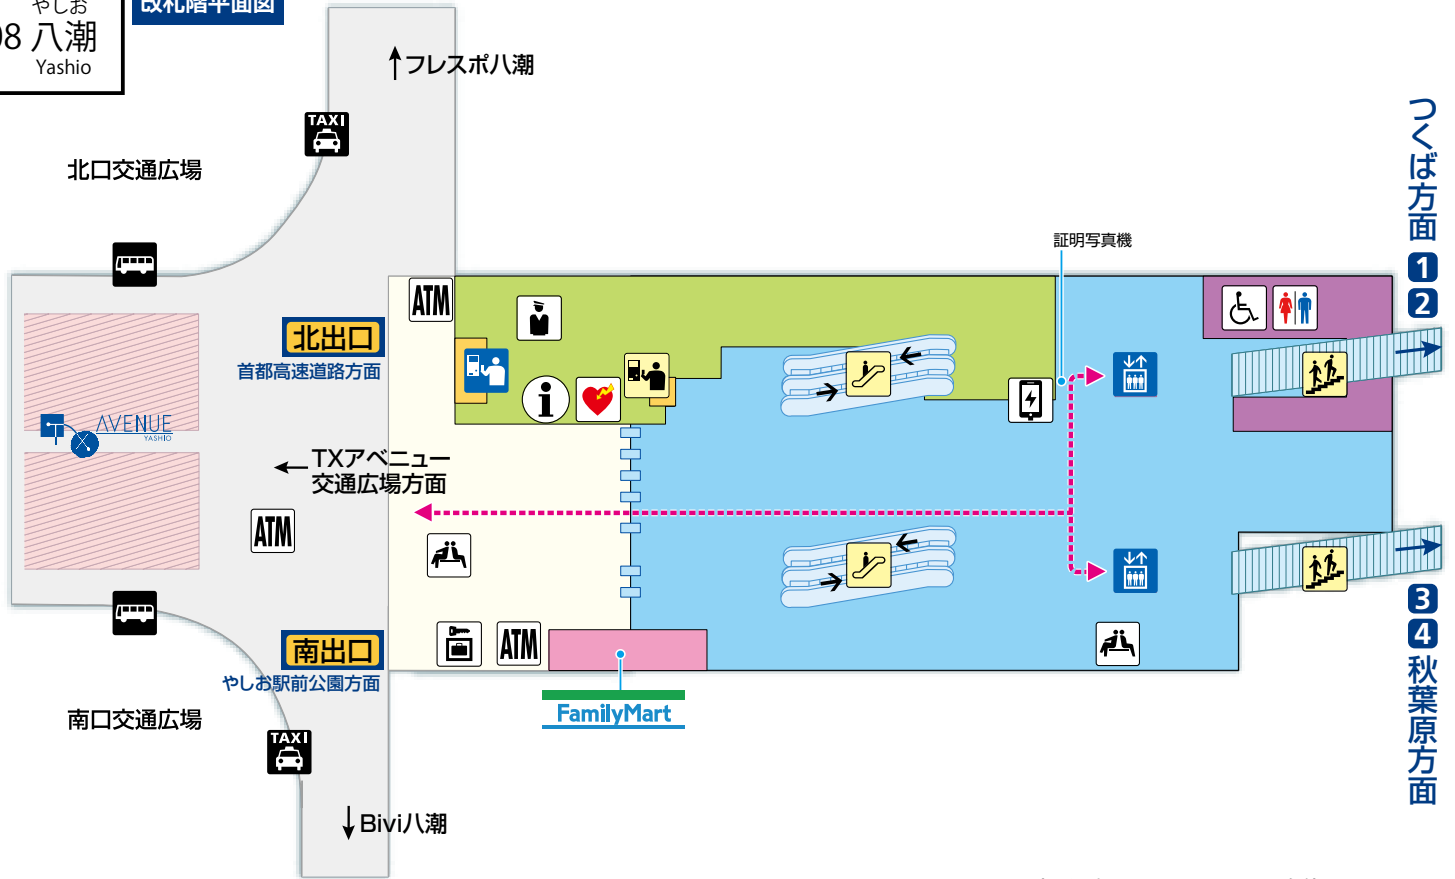 やしお
08 八潮
Yashio
改札階平面図
フレスポ八潮
TAXI
北口交通広場
証明写真機
つくば方面 1 2
ATM
北出口
首都高速道路方面
AVENUE
YASHIO
TXアベニュー
交通広場方面
ATM
ATM
南出口
やしお駅前公園方面
FamilyMart
南口交通広場
TAXI
Bivi八潮
3 4 秋葉原方面